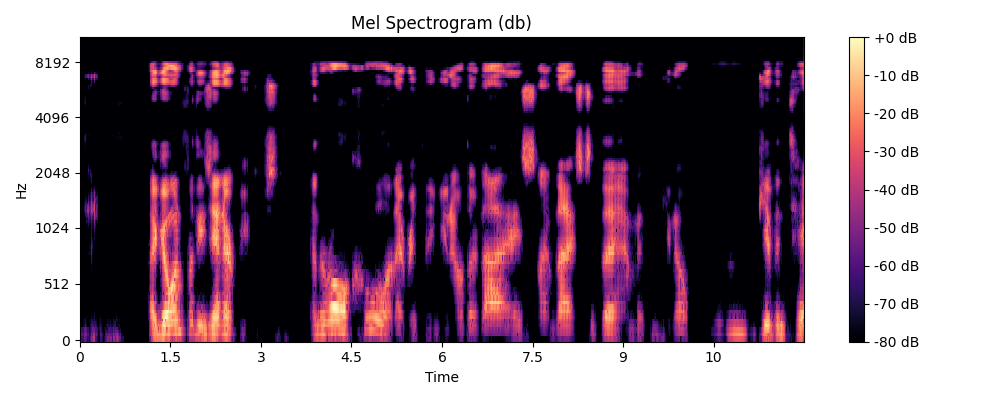 Mel Spectrogram (db)
8192
4096
2048
1024
512
0
Hz
0 1.5 3 4.5 6 7.5 9 10
Time
+0 dB
-10 dB
-20 dB
-30 dB
-40 dB
-50 dB
-60 dB
-70 dB
-80 dB